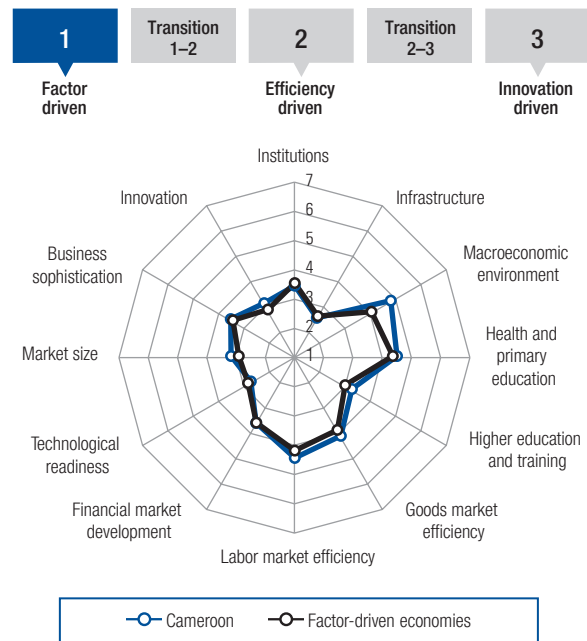 1
Transition
1–2
2
Transition
2–3
3
Factor
driven
Efficiency
driven
Innovation
driven
Institutions
Infrastructure
Macroeconomic
environment
Health and
primary
education
Higher education
and training
Goods market
efficiency
Labor market efficiency
Financial market
development
Technological
readiness
Market size
Business
sophistication
Innovation
7
6
5
4
3
2
1
Cameroon
Factor-driven economies